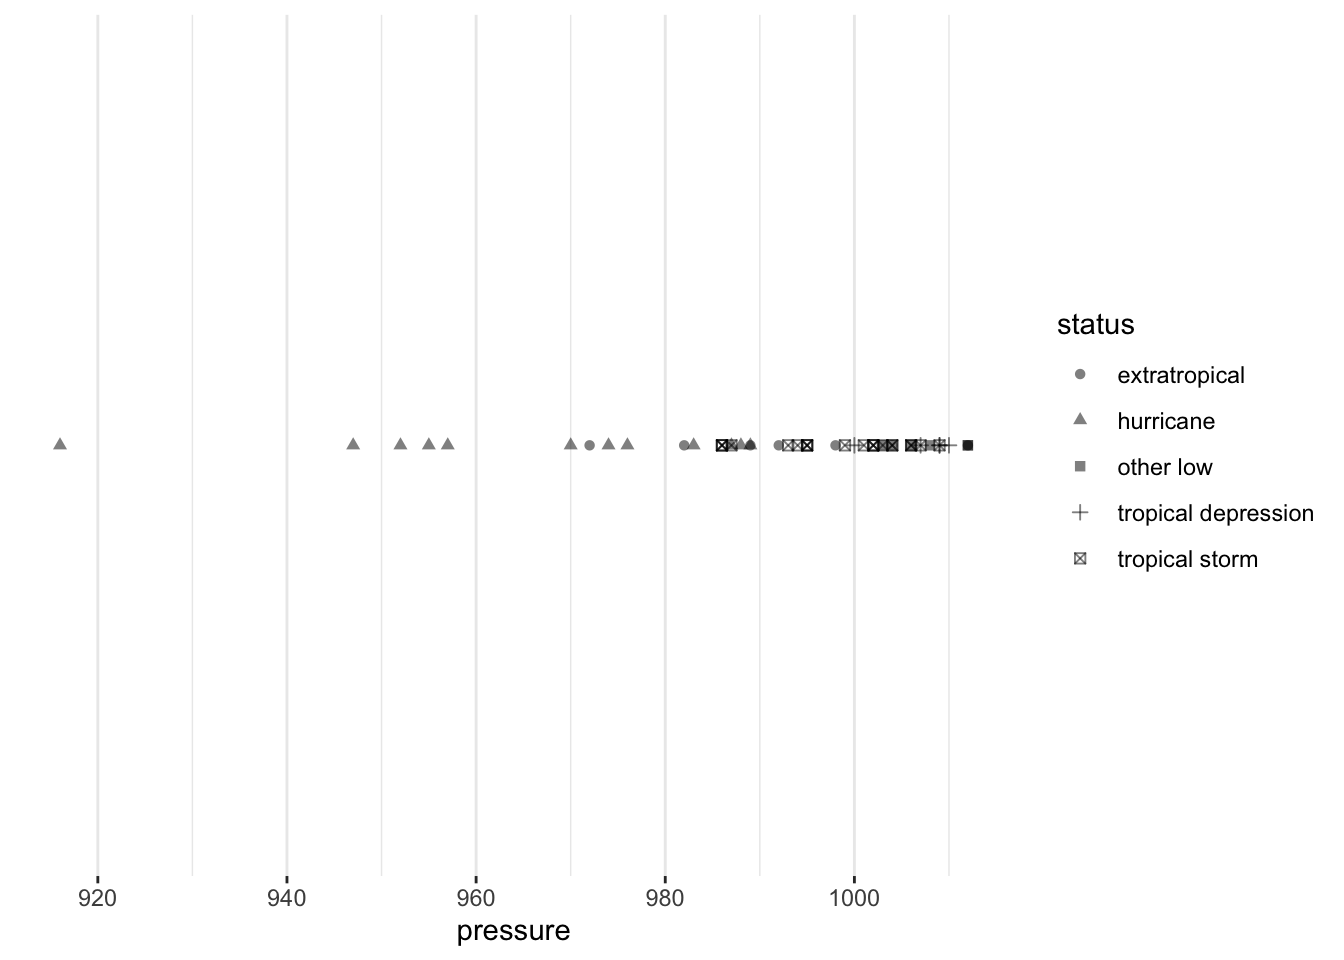 status
extratropical
hurricane
other low
tropical depression
tropical storm
920 940 960 980 1000
pressure